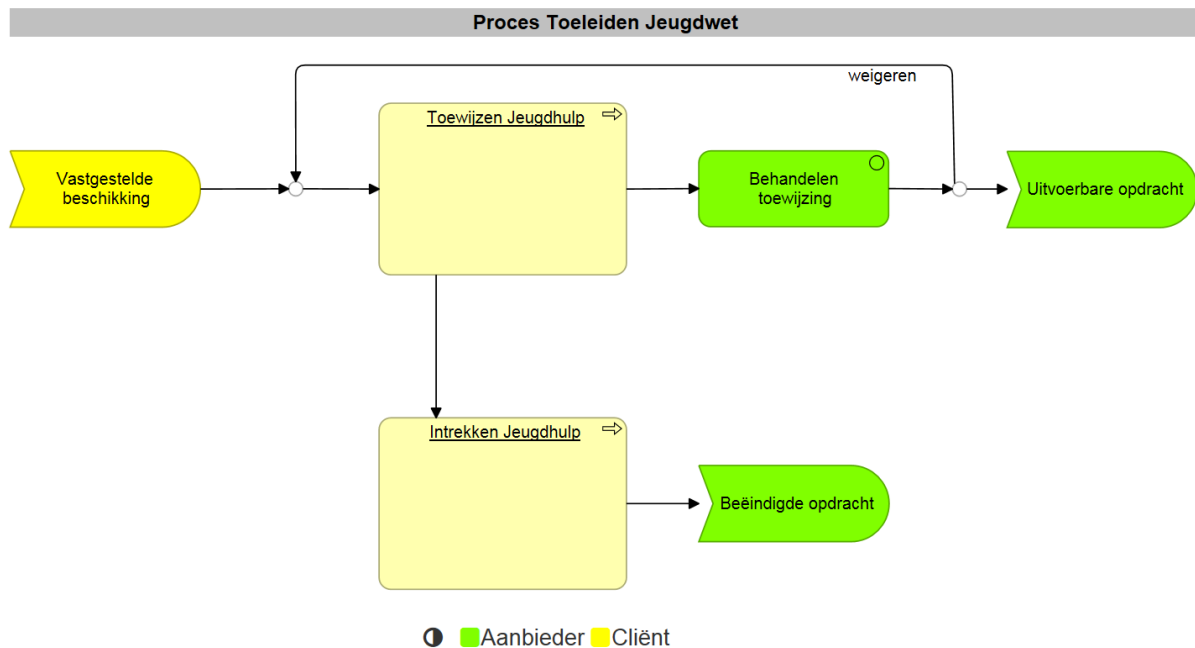 Proces Toeleiden Jeugdwet
weigeren
Toewijzen Jeugdhulp
Vastgestelde
beschikking
Behandelen
toewijzing
Uitvoerbare opdracht
Intrekken Jeugdhulp
Beëindigde opdracht
Aanbieder Cliënt